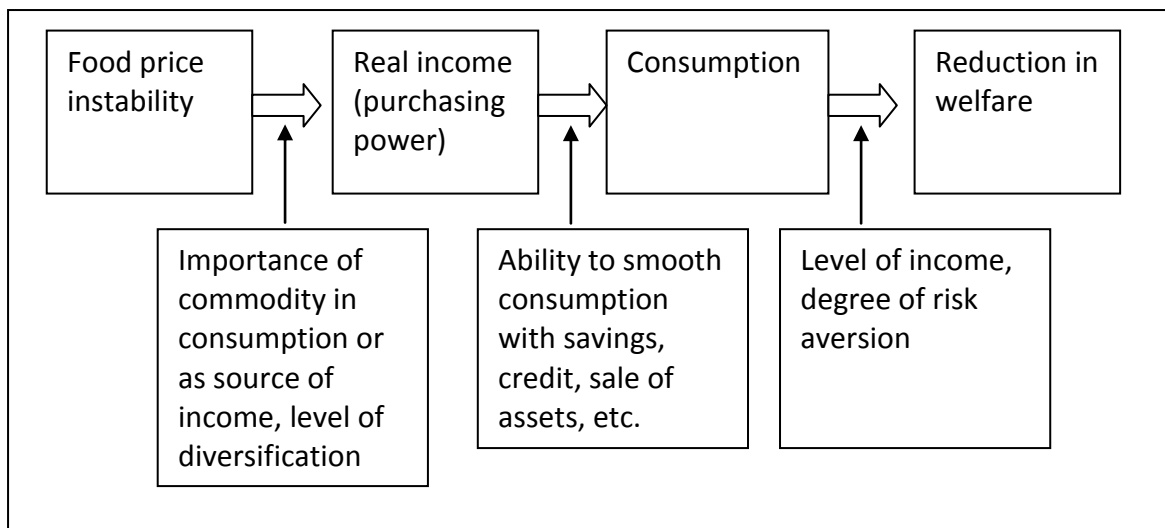 Food price
instability
Real income
(purchasing
power)
Consumption
Reduction in
welfare
Importance of
commodity in
consumption or
as source of
income, level of
diversification
Ability to smooth
consumption
with savings,
credit, sale of
assets, etc.
Level of income,
degree of risk
aversion